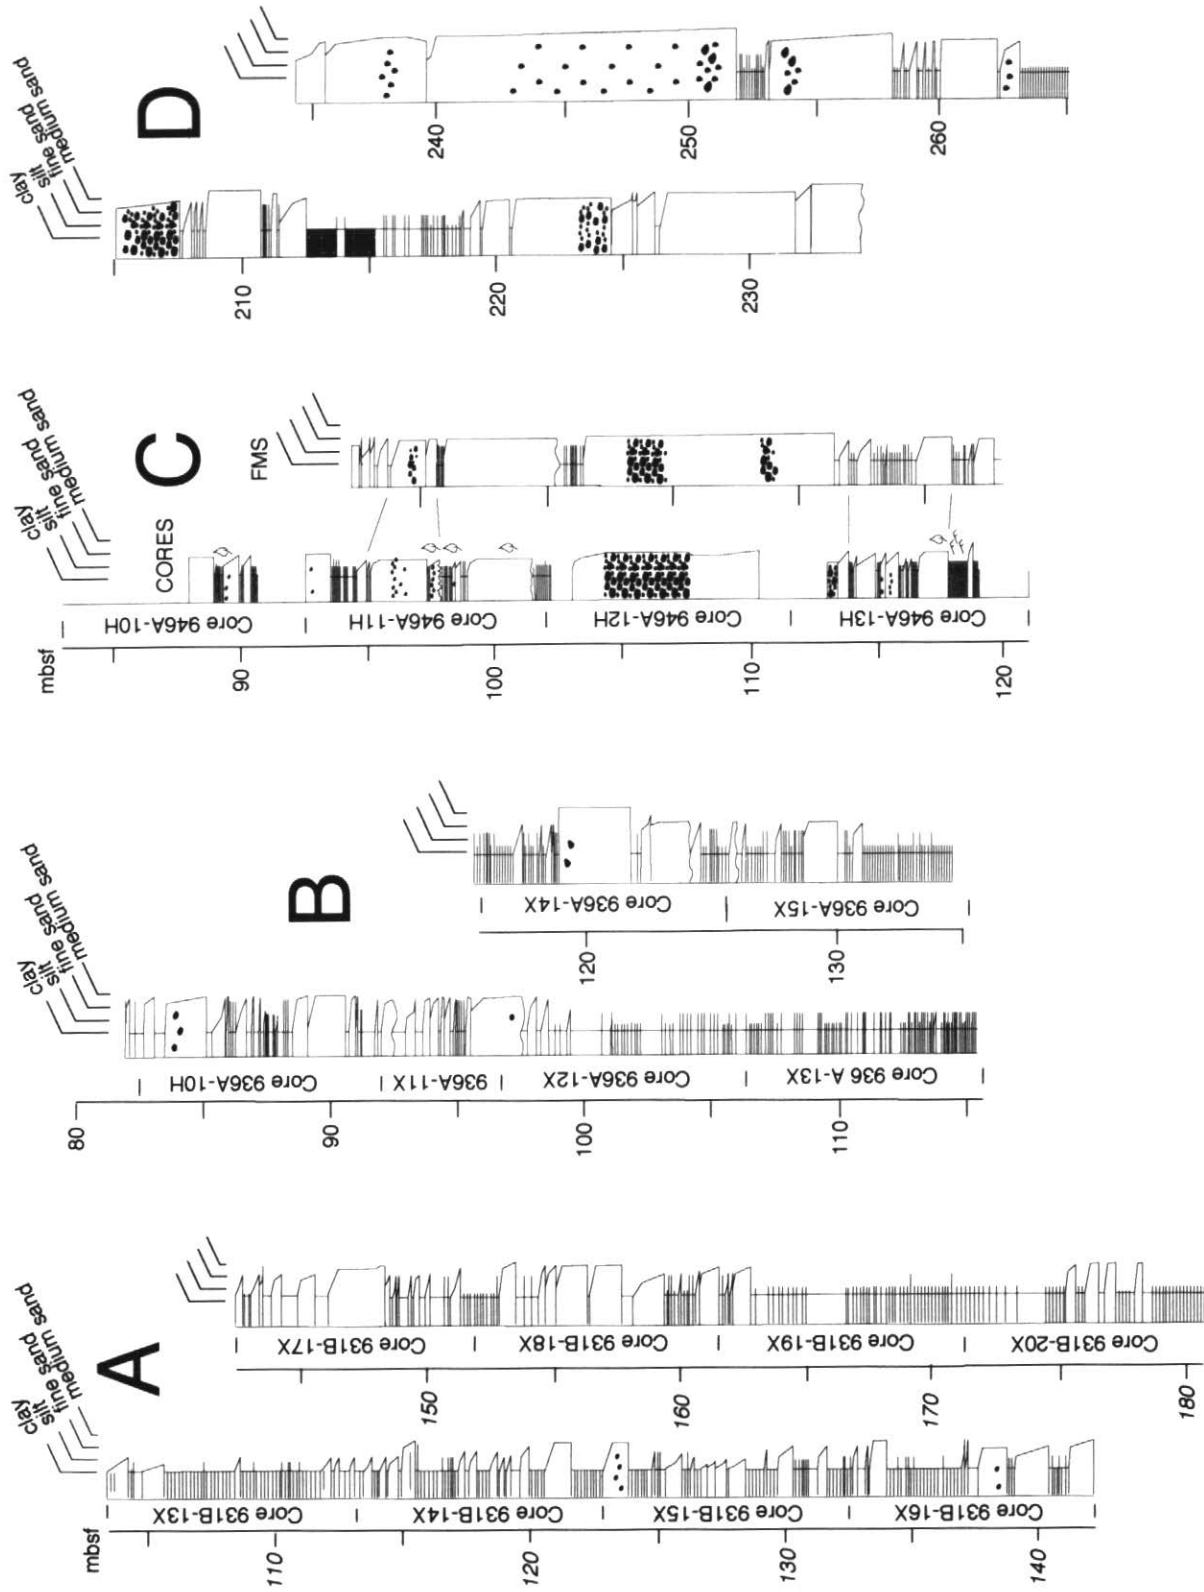 A
mbsf
clay
silt
fine sand
medium sand
110
120
130
140
Core 931B-13X
Core 931B-14X
Core 931B-15X
Core 931B-16X
150
160
170
180
Core 931B-17X
Core 931B-18X
Core 931B-19X
Core 931B-20X
B
clay
silt
fine sand
medium sand
80
90
100
110
Core 936A-10H
936A-11X
Core 936A-12X
Core 936 A-13X
120
130
Core 936A-14X
Core 936A-15X
C
mbsf
CORES
FMS
clay
silt
fine sand
medium sand
90
100
110
120
Core 946A-10H
Core 946A-11H
Core 946A-12H
Core 946A-13H
D
clay
silt
fine sand
medium sand
210
220
230
240
250
260